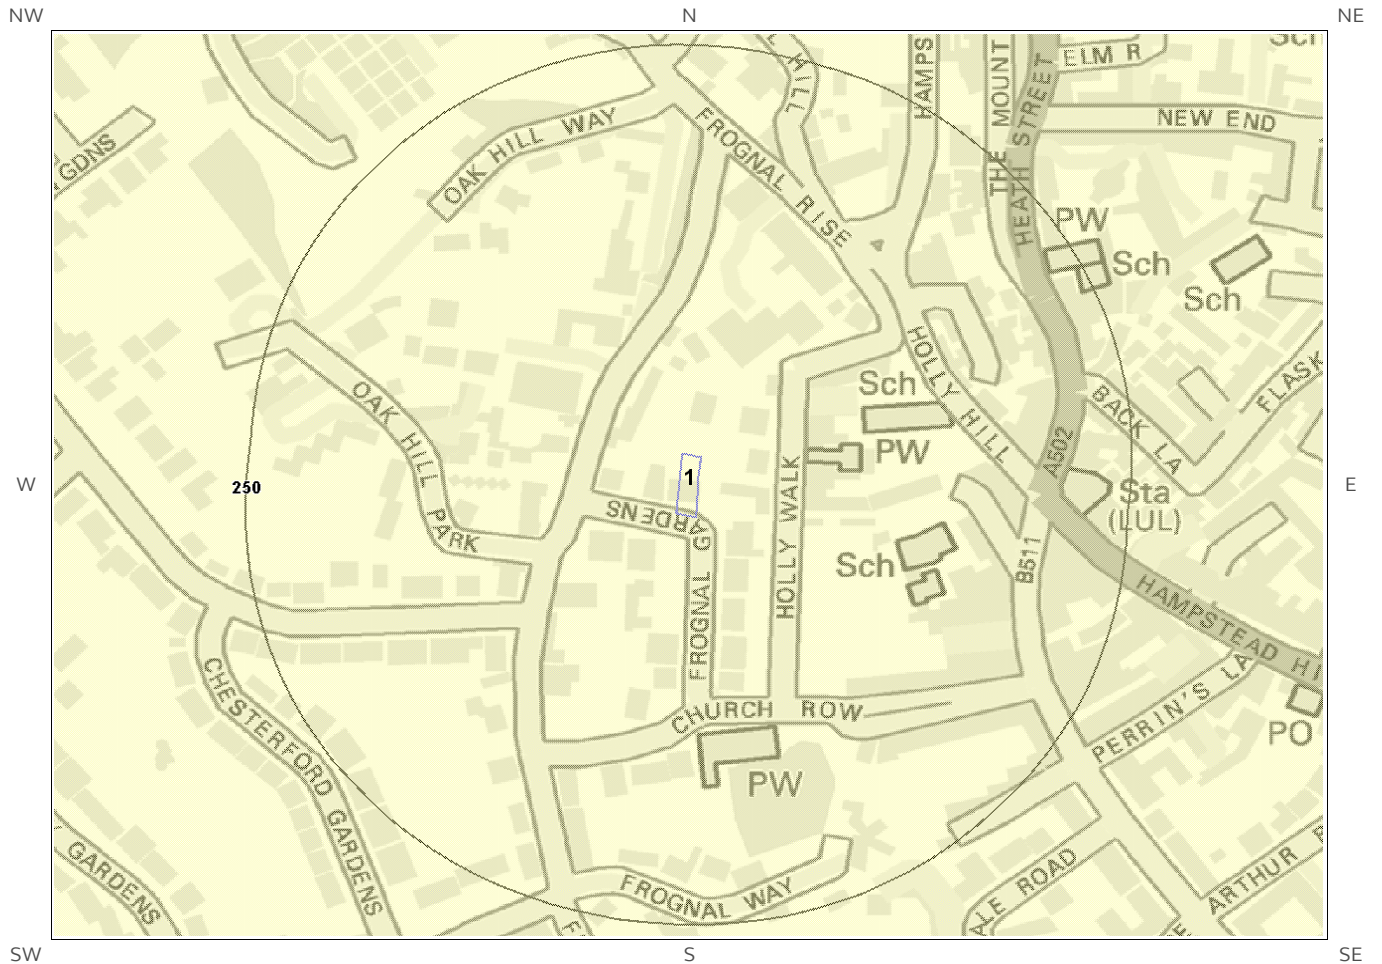 NW
N
NE
HILL
HAMPS
THE MOUNT
HEATH STREET
ELM R
Sch
NEW END
GDNS
OAK HILL WAY
FROGNAL RISE
PW
Sch
Sch
OAK HILL PARK
HOLLY HILL
Sch
PW
BACK LA
FLASK
A502
W
250
1
FROGNAL GARDENS
HOLLY WALK
Sta
(LUL)
E
Sch
B511
HAMPSTEAD HI
CHESTERFORD GARDENS
CHURCH ROW
PERRIN'S LA
PO
PW
GARDENS
FROGNAL WAY
ALE ROAD
ARTHUR
F
SW
S
SE